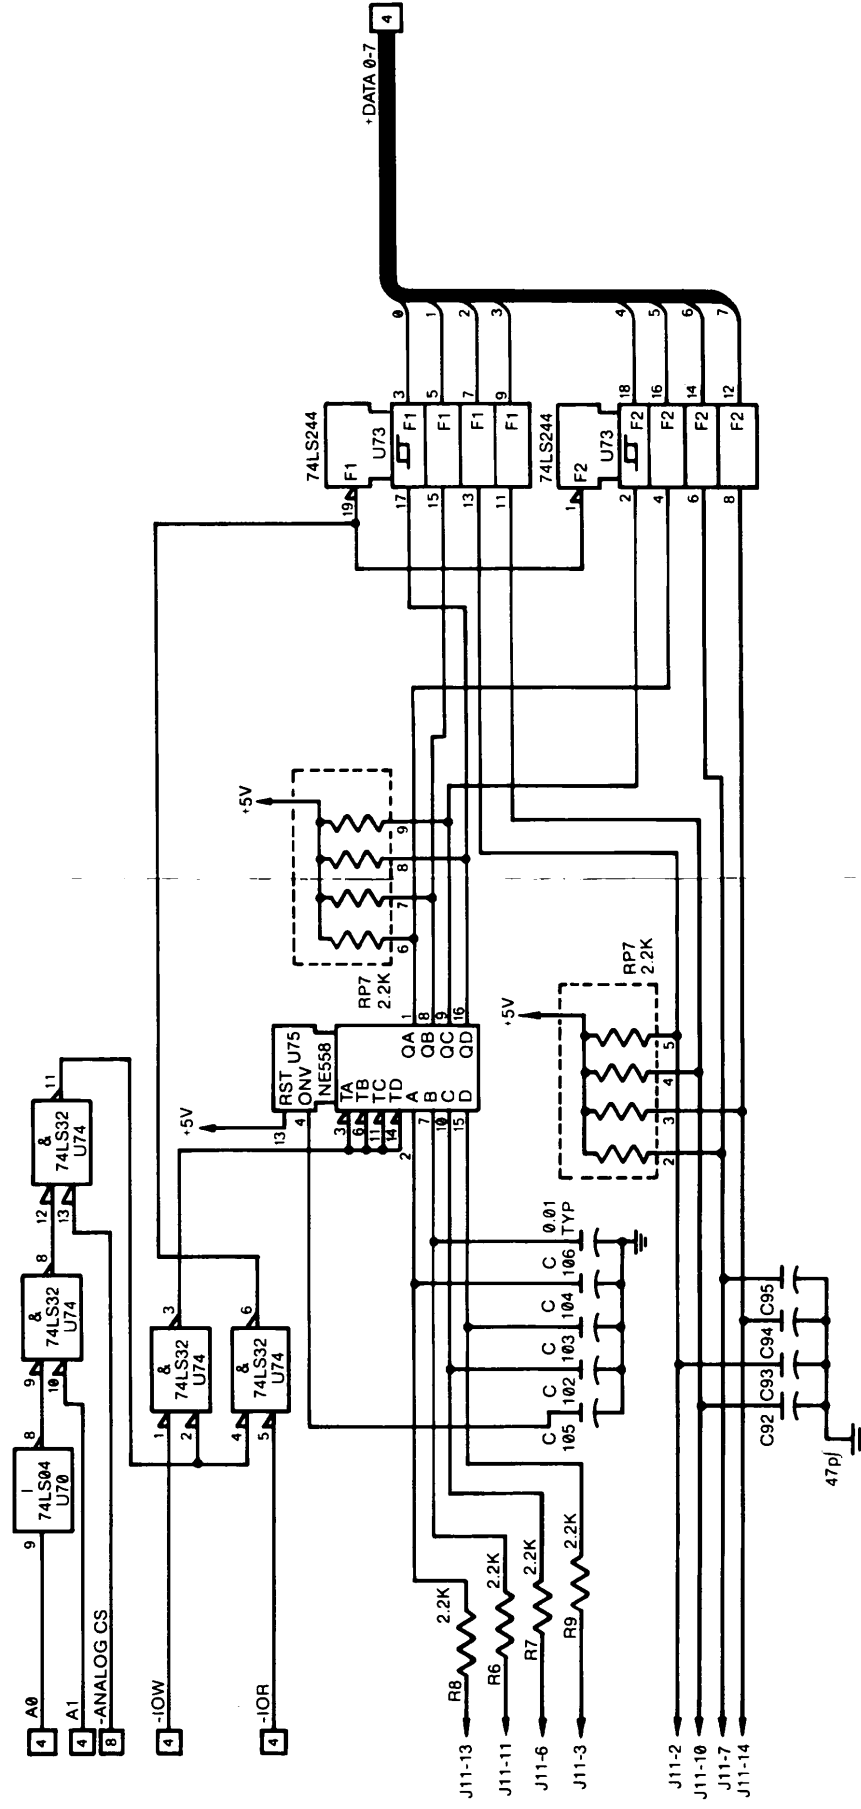 A0
4
A1
4
-ANALOG CS
8
-IOW
4
-IOR
4
9
|
74LS04
U70
8
9
10
&
74LS32
U74
8
12
13
&
74LS32
U74
11
1
2
&
74LS32
U74
3
4
5
&
74LS32
U74
6
+5V
13
RST
U75
4
ONV
NE558
3
TA
6
TB
11
TC
14
TD
2
A
7
B
10
C
15
D
QA
1
QB
8
QC
9
QD
16
RP7
2.2K
+5V
6
7
8
9
19
F1
74LS244
U73
17
F1
3
0
15
F1
5
1
13
F1
7
2
11
F1
9
3
1
F2
74LS244
U73
2
F2
18
4
4
F2
16
5
6
F2
14
6
8
F2
12
7
+DATA 0-7
4
R8
2.2K
J11-13
R6
2.2K
J11-11
R7
2.2K
J11-6
R9
2.2K
J11-3
C
105
C
102
C
103
C
104
C
106
0.01
TYP
RP7
2.2K
+5V
2
3
4
5
J11-2
J11-10
J11-7
J11-14
C92
C93
C94
C95
47pf